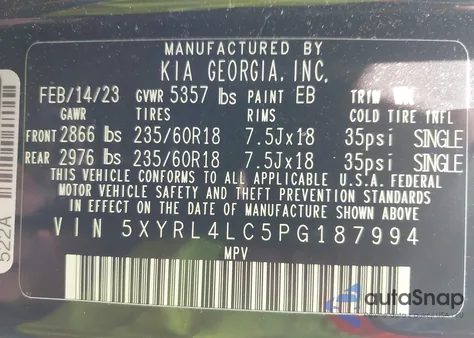 MANUFACTURED BY
KIA GEORGIA, INC.
FEB/14/23 GVWR 5357 lbs PAINT EB TRIM
GAWR TIRES RIMS COLD TIRE INFL
FRONT 2866 lbs 235/60R18 7.5Jx18 35psi SINGLE
REAR 2976 lbs 235/60R18 7.5Jx18 35psi SINGLE
THIS VEHICLE CONFORMS TO ALL APPLICABLE U.S.A. FEDERAL
MOTOR VEHICLE SAFETY AND THEFT PREVENTION STANDARDS
IN EFFECT ON THE DATE OF MANUFACTURE SHOWN ABOVE
VIN 5XYRL4LC5PG187994
MPV
522A
autoSnap